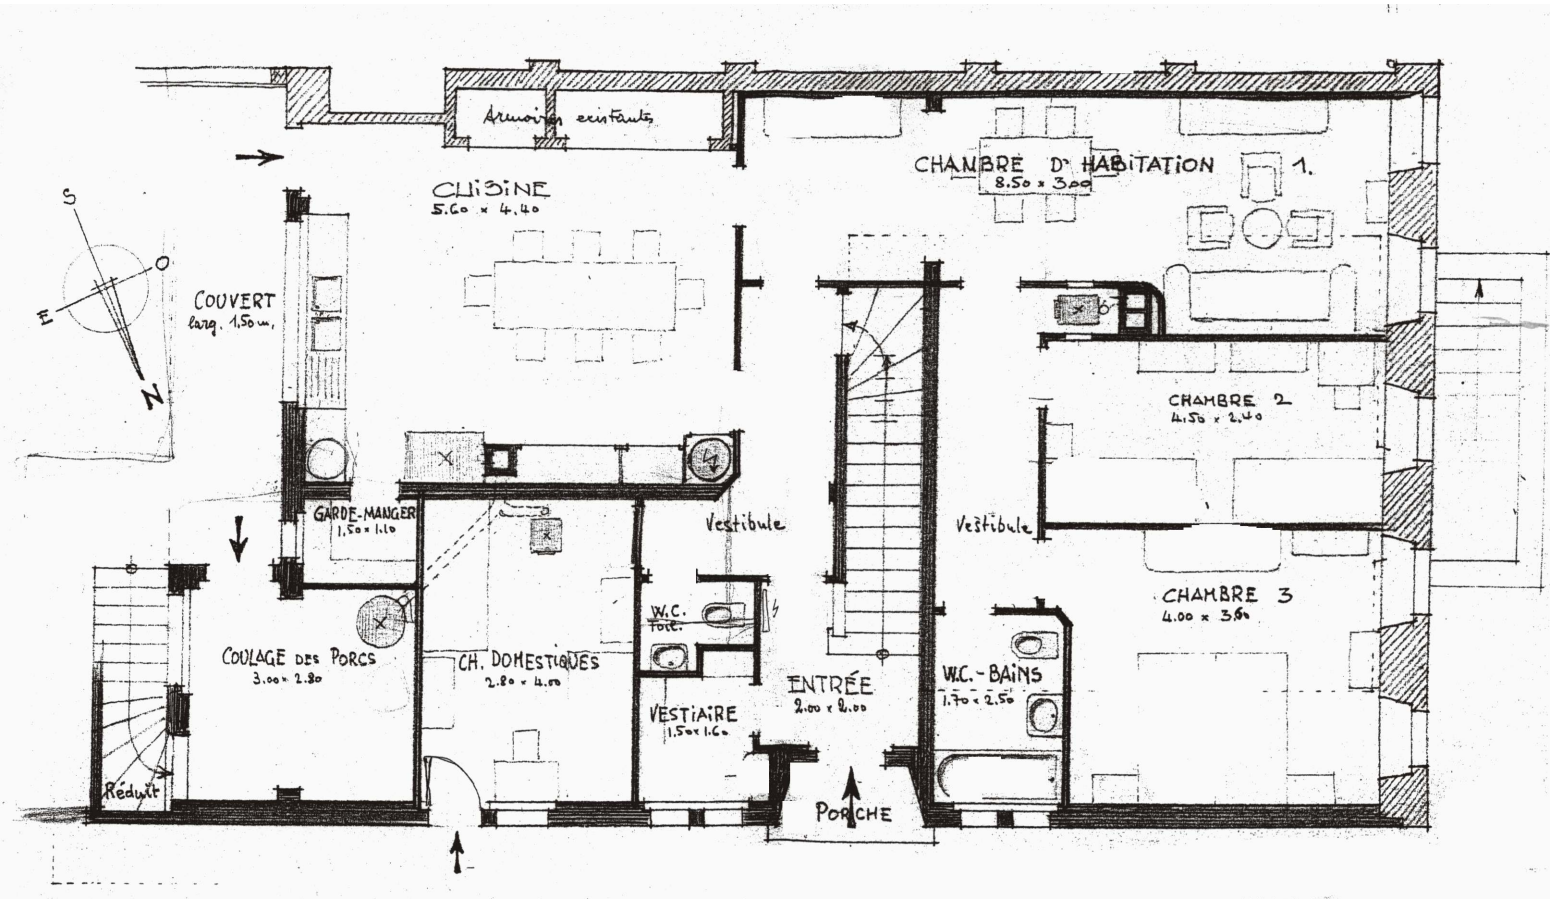 Armoires existantes
CUISINE
5.60 x 4.40
CHAMBRE D'HABITATION 1.
8.50 x 3.00
S
O
E
N
COUVERT
larg. 1,50 m.
CHAMBRE 2
4.50 x 2.40
GARDE-MANGER
1.50 x 1.10
Vestibule
Vestibule
CHAMBRE 3
4.00 x 3.60
W.C.
Toil.
COULAGE DES PORCS
3.00 x 2.80
CH. DOMESTIQUES
2.80 x 4.00
ENTRÉE
2.00 x 2.00
W.C.-BAINS
1.70 x 2.50
VESTIAIRE
1.50 x 1.60
Réduit
PORCHE